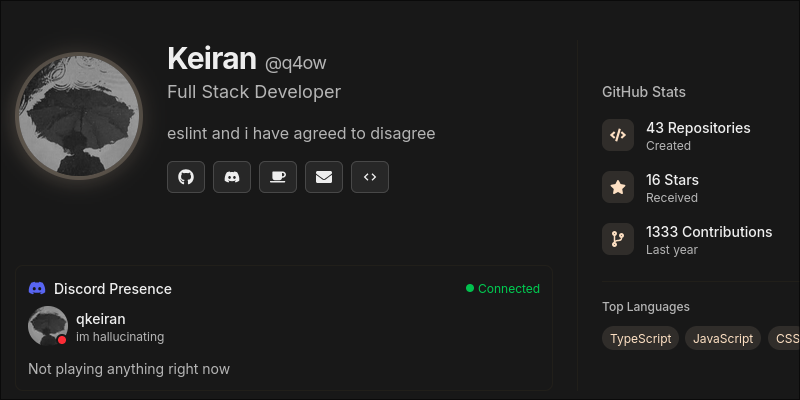 Keiran @q4ow
Full Stack Developer
eslint and i have agreed to disagree
Discord Presence
Connected
qkeiran
im hallucinating
Not playing anything right now
GitHub Stats
43 Repositories
Created
16 Stars
Received
1333 Contributions
Last year
Top Languages
TypeScript JavaScript CSS